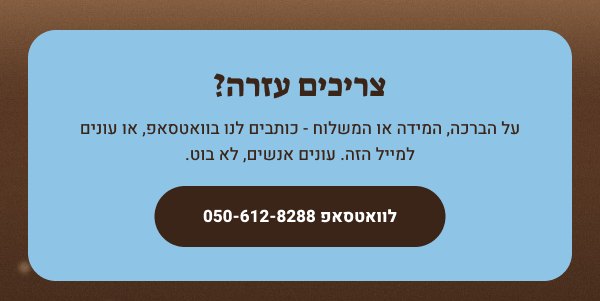 צריכים עזרה?
על הברכה, המידה או המשלוח - כותבים לנו בוואטסאפ, או עונים
למייל הזה. עונים אנשים, לא בוט.
לוואטסאפ 050-612-8288